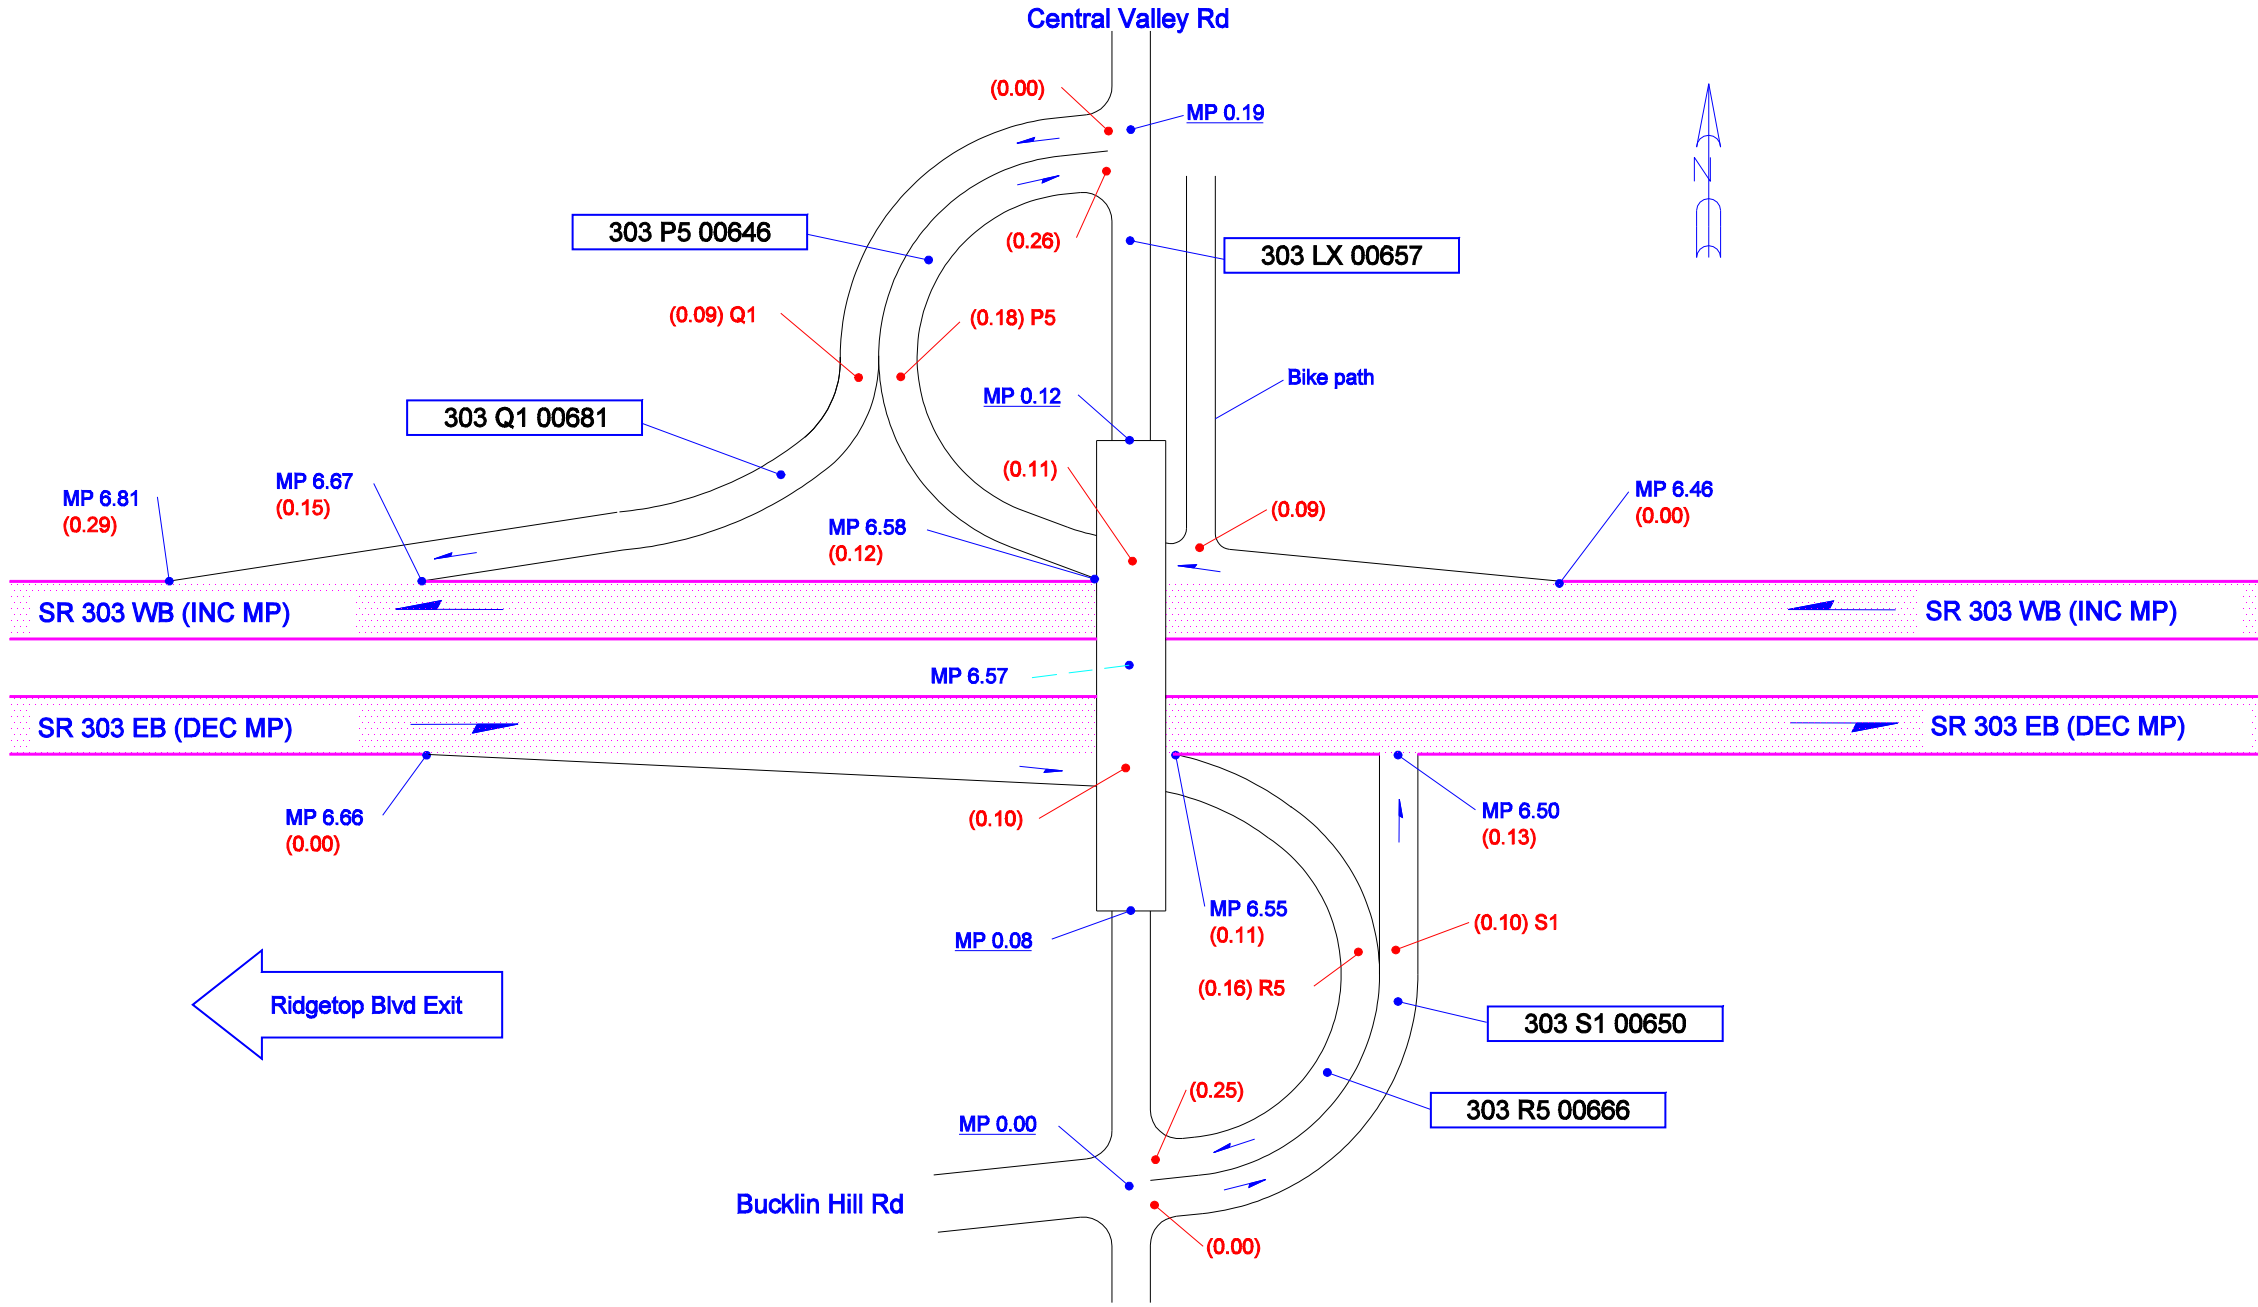 Central Valley Rd
(0.00)
MP 0.19
N
303 P5 00646
(0.26)
303 LX 00657
(0.09) Q1
(0.18) P5
Bike path
MP 0.12
303 Q1 00681
(0.11)
MP 6.81
(0.29)
MP 6.67
(0.15)
MP 6.58
(0.12)
(0.09)
MP 6.46
(0.00)
SR 303 WB (INC MP)
SR 303 WB (INC MP)
MP 6.57
SR 303 EB (DEC MP)
SR 303 EB (DEC MP)
MP 6.66
(0.00)
(0.10)
MP 6.50
(0.13)
MP 6.55
(0.11)
(0.10) S1
MP 0.08
(0.16) R5
Ridgetop Blvd Exit
303 S1 00650
(0.25)
303 R5 00666
MP 0.00
Bucklin Hill Rd
(0.00)